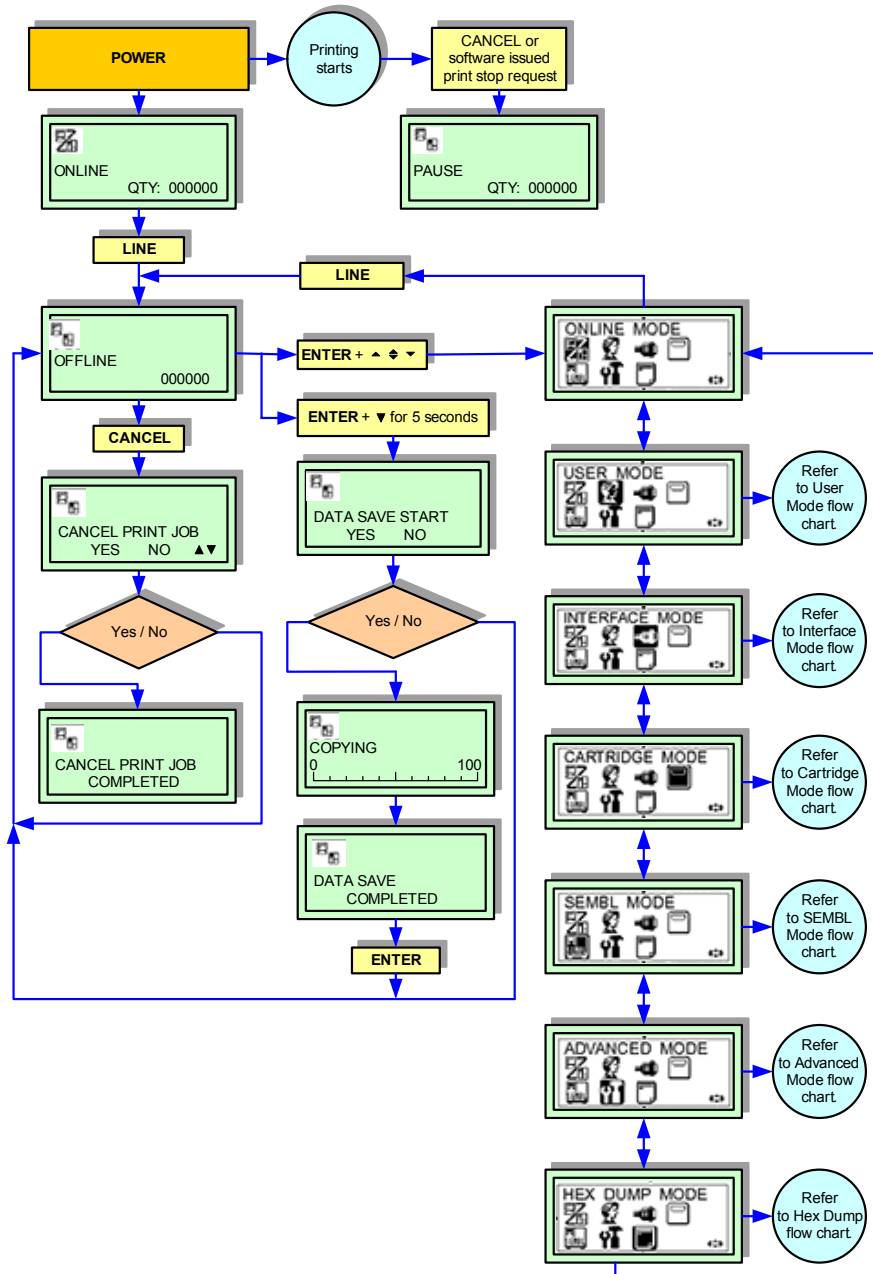 POWER
Printing
starts
CANCEL or
software issued
print stop request
ONLINE
QTY: 000000
PAUSE
QTY: 000000
LINE
LINE
OFFLINE
000000
ENTER + ▲ ◆ ▼
ONLINE MODE
CANCEL
ENTER + ▼ for 5 seconds
CANCEL PRINT JOB
YES NO ▲▼
DATA SAVE START
YES NO
USER MODE
Refer
to User
Mode flow
chart.
Yes / No
Yes / No
INTERFACE MODE
Refer
to Interface
Mode flow
chart.
CANCEL PRINT JOB
COMPLETED
COPYING
0 100
CARTRIDGE MODE
Refer
to Cartridge
Mode flow
chart.
DATA SAVE
COMPLETED
ENTER
SEMBL MODE
Refer
to SEMBL
Mode flow
chart.
ADVANCED MODE
Refer
to Advanced
Mode flow
chart.
HEX DUMP MODE
Refer
to Hex Dump
flow chart.